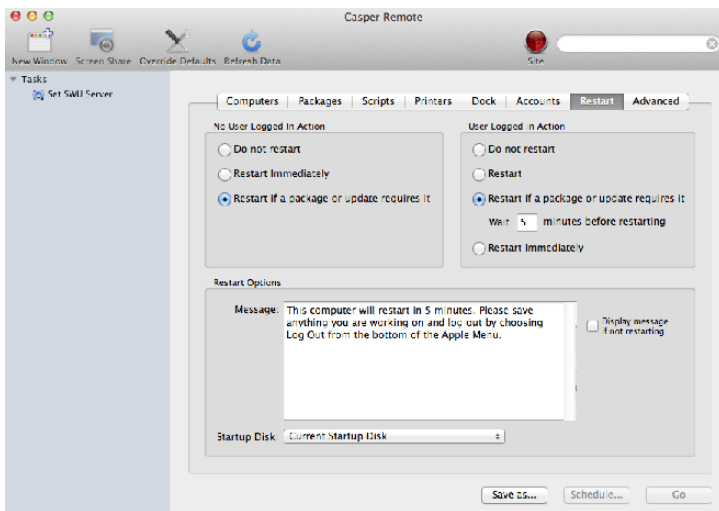 Casper Remote
New Window Screen Share Override Defaults Refresh Data Site
Tasks
Set SWU Server
Computers Packages Scripts Printers Dock Accounts Restart Advanced
No User Logged In Action
Do not restart
Restart Immediately
Restart if a package or update requires it
User Logged in Action
Do not restart
Restart
Restart if a package or update requires it
Wait 5 minutes before restarting
Restart Immediately
Restart Options
Message:
This computer will restart in 5 minutes. Please save
anything you are working on and log out by choosing
Log Out from the bottom of the Apple Menu.
Display message
if not restarting
Startup Disk: Current Startup Disk
Save as... Schedule... Go